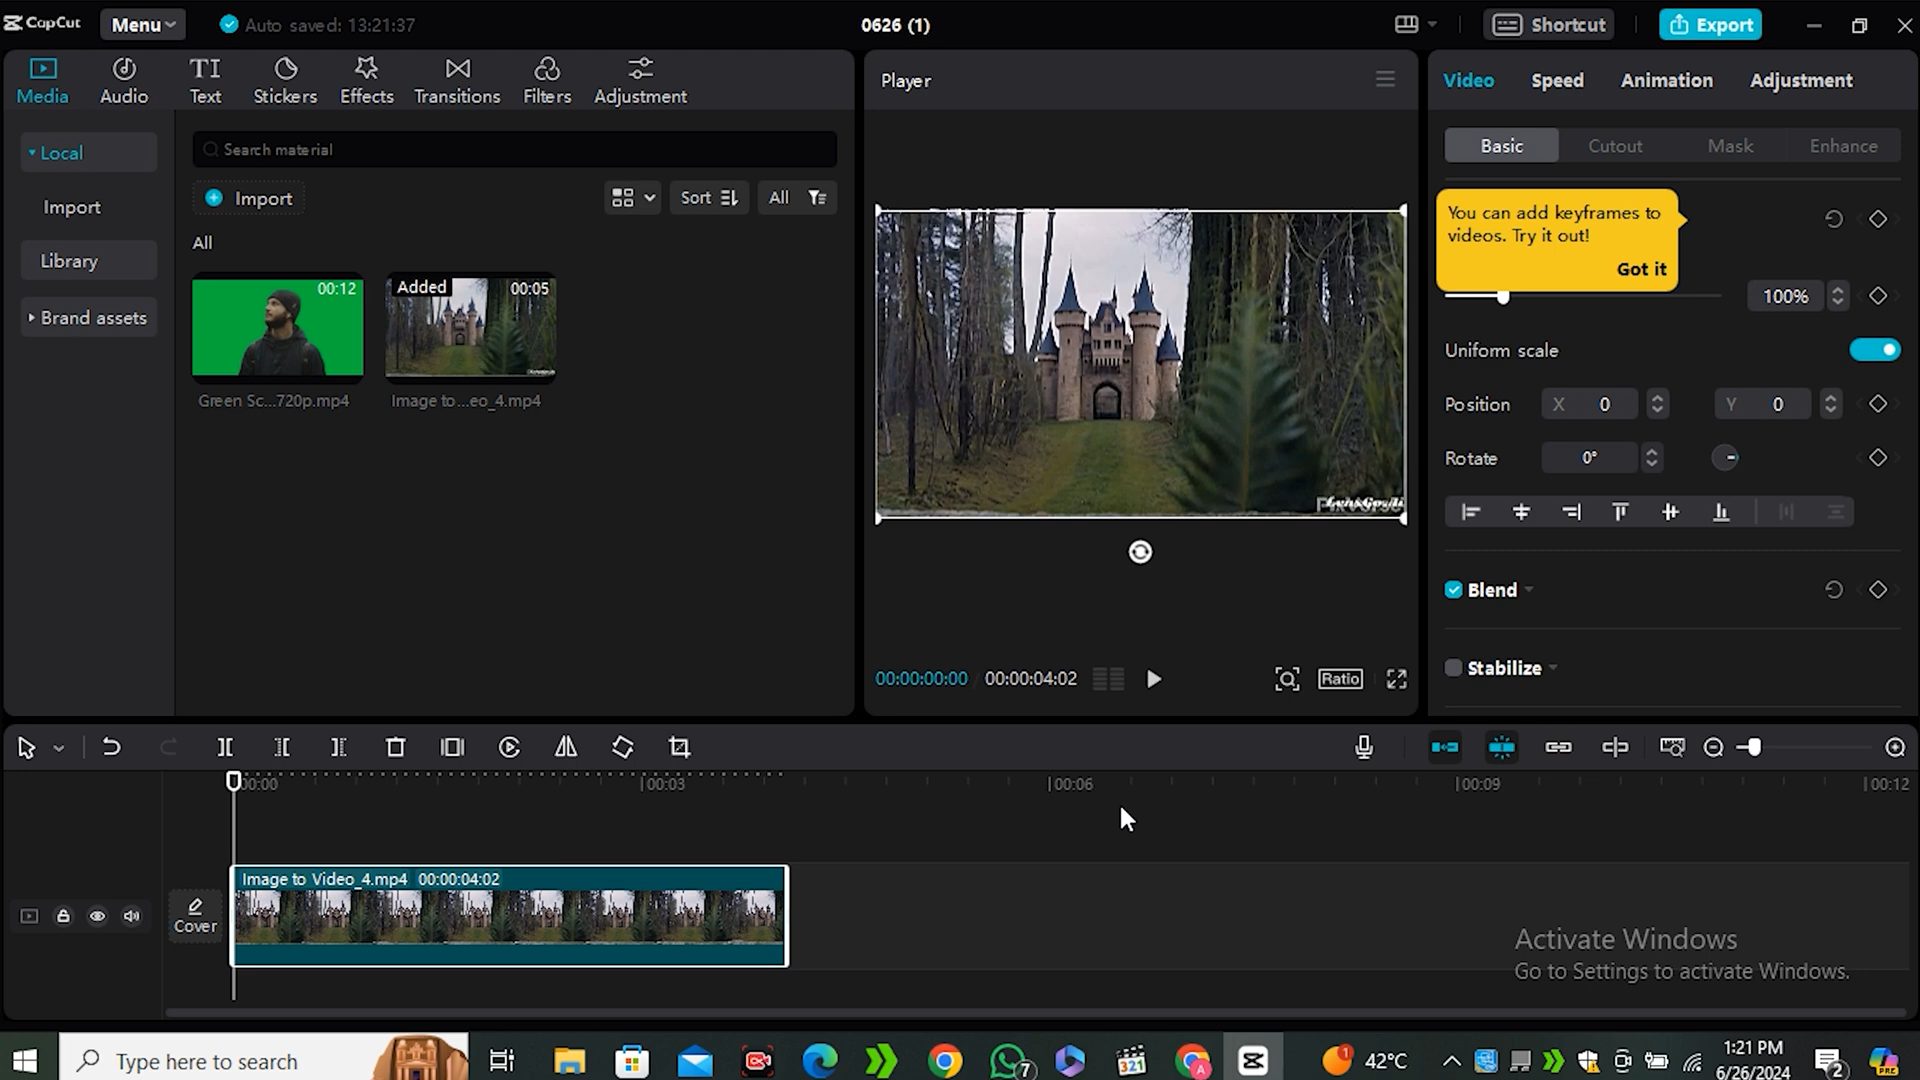 CapCut
Menu
Auto saved: 13:21:37
0626 (1)
Shortcut
Export
Media
Audio
TI
Text
Stickers
Effects
Transitions
Filters
Adjustment
Player
Video
Speed
Animation
Adjustment
Local
Import
Library
Brand assets
Search material
Import
Sort
All
All
00:12
Green Sc...720p.mp4
Added
00:05
Image to...eo_4.mp4
Basic
Cutout
Mask
Enhance
You can add keyframes to
videos. Try it out!
Got it
100%
Uniform scale
Position
X 0
Y 0
Rotate
0°
Blend
Stabilize
00:00:00:00
00:00:04:02
Ratio
00:00
00:03
00:06
00:09
00:12
Cover
Image to Video_4.mp4 00:00:04:02
Activate Windows
Go to Settings to activate Windows.
Type here to search
7
321
A
1
42°C
1:21 PM
6/26/2024
2
PRE